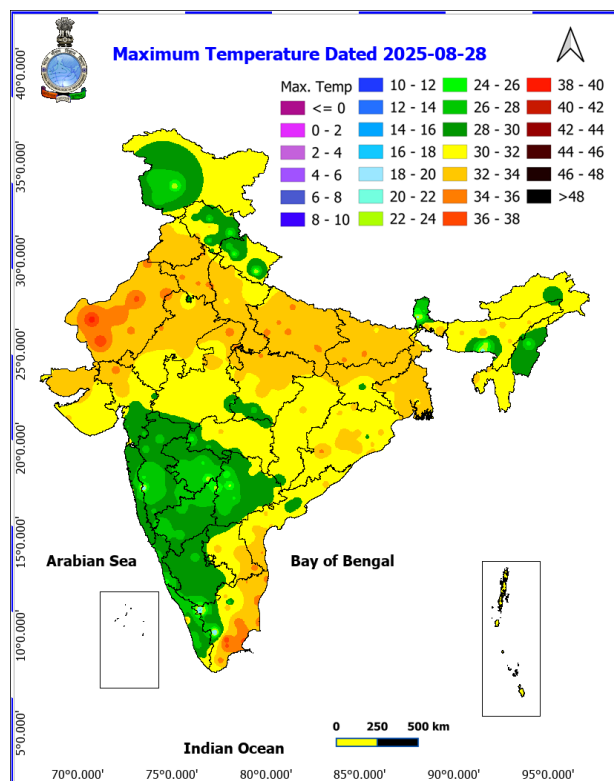 Maximum Temperature Dated 2025-08-28
Max. Temp
<= 0
0 - 2
2 - 4
4 - 6
6 - 8
8 - 10
10 - 12
12 - 14
14 - 16
16 - 18
18 - 20
20 - 22
22 - 24
24 - 26
26 - 28
28 - 30
30 - 32
32 - 34
34 - 36
36 - 38
38 - 40
40 - 42
42 - 44
44 - 46
46 - 48
>48
40°0.000'
35°0.000'
30°0.000'
25°0.000'
20°0.000'
15°0.000'
10°0.000'
5°0.000'
Arabian Sea
Bay of Bengal
Indian Ocean
0 250 500 km
70°0.000' 75°0.000' 80°0.000' 85°0.000' 90°0.000' 95°0.000'